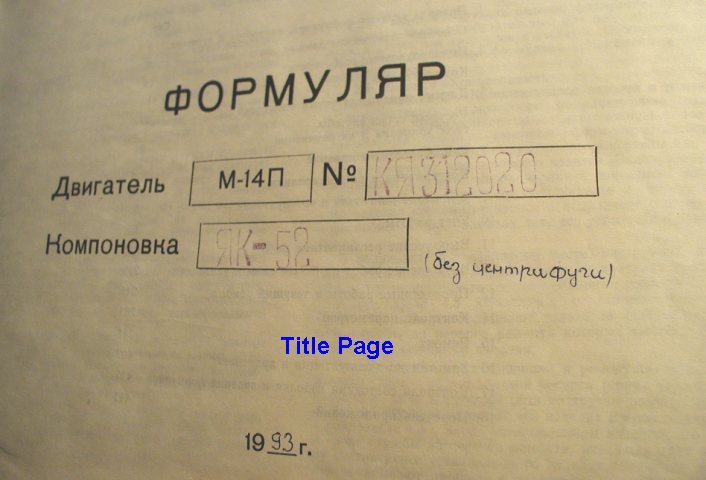 ФОРМУЛЯР
Двигатель М-14П № КЯ312020
Компоновка ЯК-52 (без центрифуги)
Title Page
1993 г.